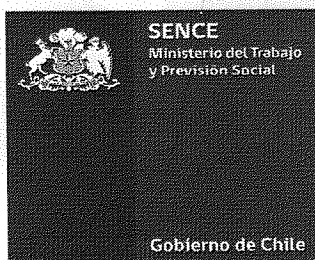 SENCE
Ministerio del Trabajo
y Previsión Social
Gobierno de Chile